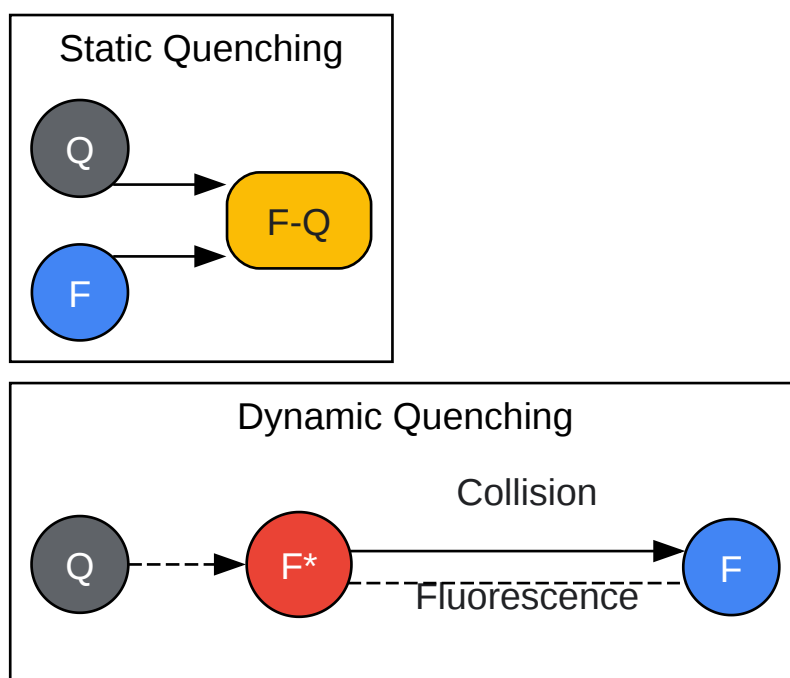 Static Quenching
Q
F-Q
F
Dynamic Quenching
Collision
Q
F*
F
Fluorescence